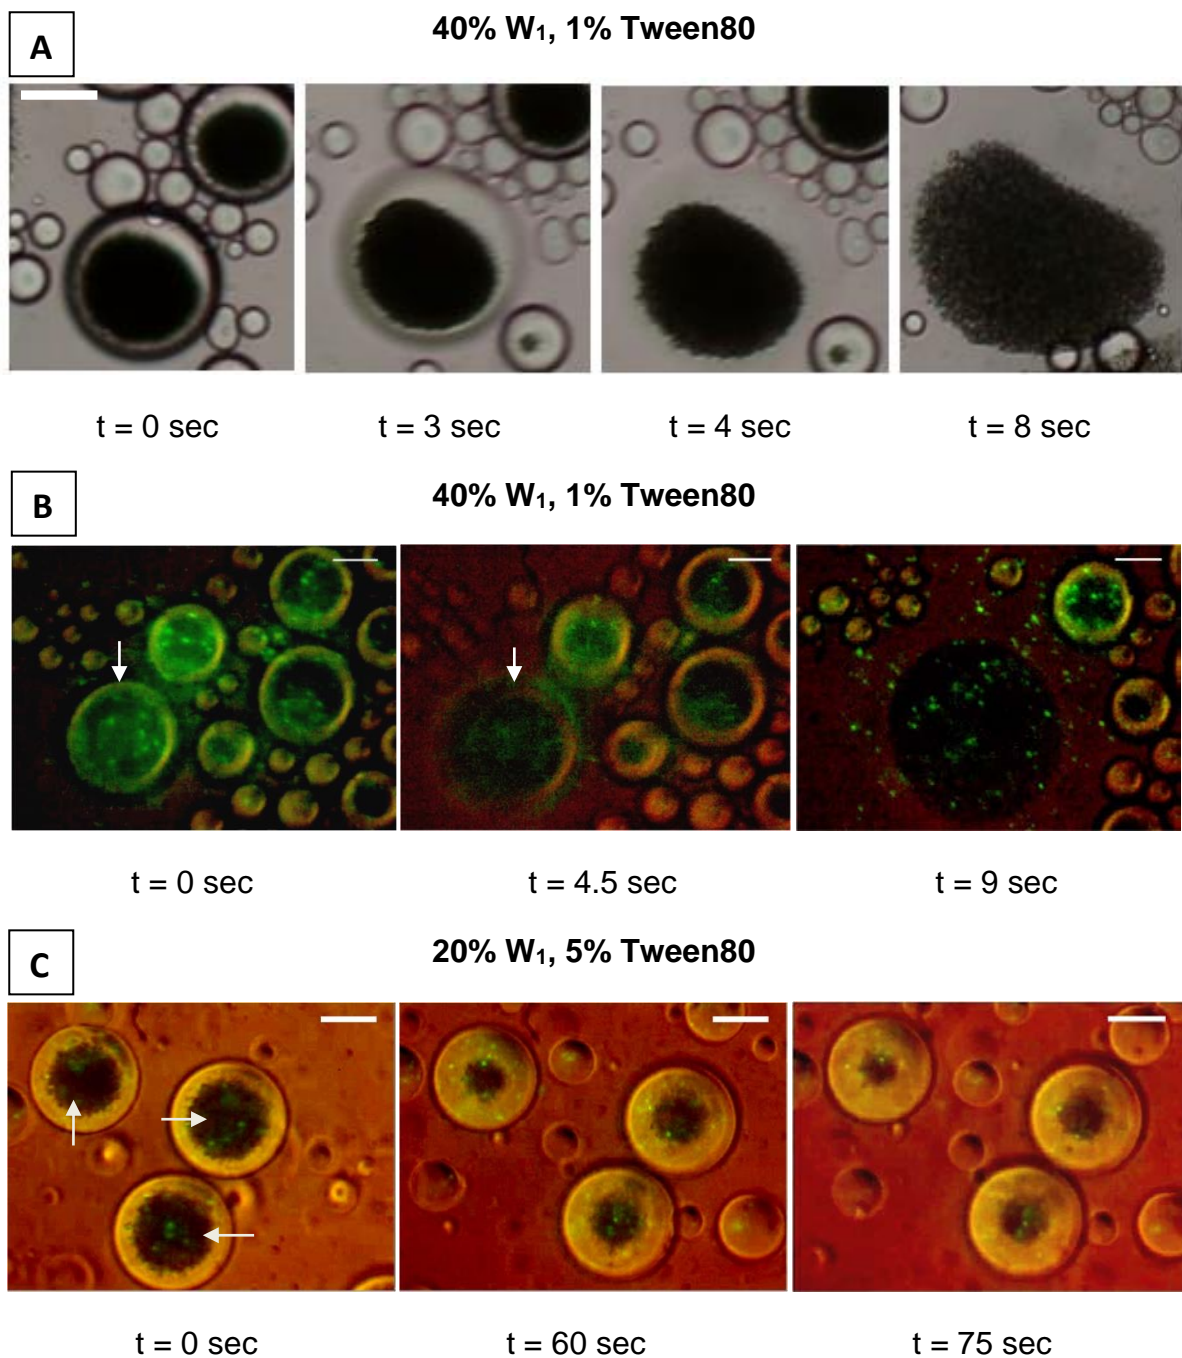 A
40% W₁, 1% Tween80
t = 0 sec
t = 3 sec
t = 4 sec
t = 8 sec
B
40% W₁, 1% Tween80
t = 0 sec
t = 4.5 sec
t = 9 sec
C
20% W₁, 5% Tween80
t = 0 sec
t = 60 sec
t = 75 sec